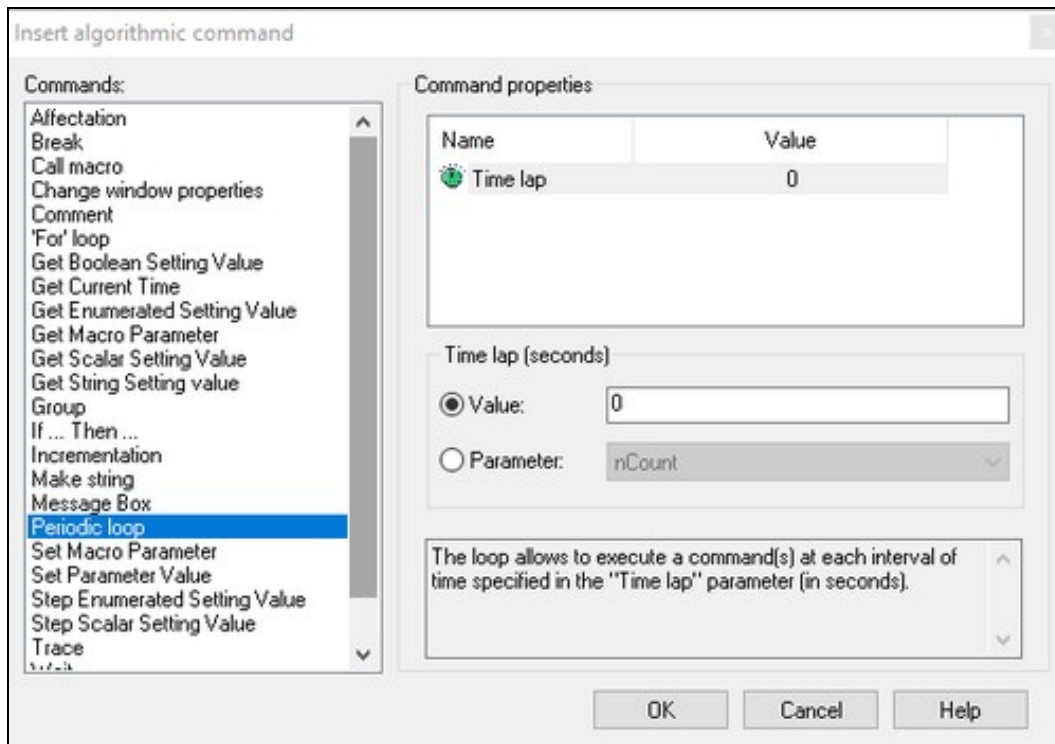 Insert algorithmic command
Commands:
Affectation
Break
Call macro
Change window properties
Comment
'For' loop
Get Boolean Setting Value
Get Current Time
Get Enumerated Setting Value
Get Macro Parameter
Get Scalar Setting Value
Get String Setting value
Group
If ... Then ...
Incrementation
Make string
Message Box
Periodic loop
Set Macro Parameter
Set Parameter Value
Step Enumerated Setting Value
Step Scalar Setting Value
Trace
Command properties
Name Value
Time lap 0
Time lap (seconds)
Value: 0
Parameter: nCount
The loop allows to execute a command(s) at each interval of
time specified in the "Time lap" parameter (in seconds).
OK Cancel Help